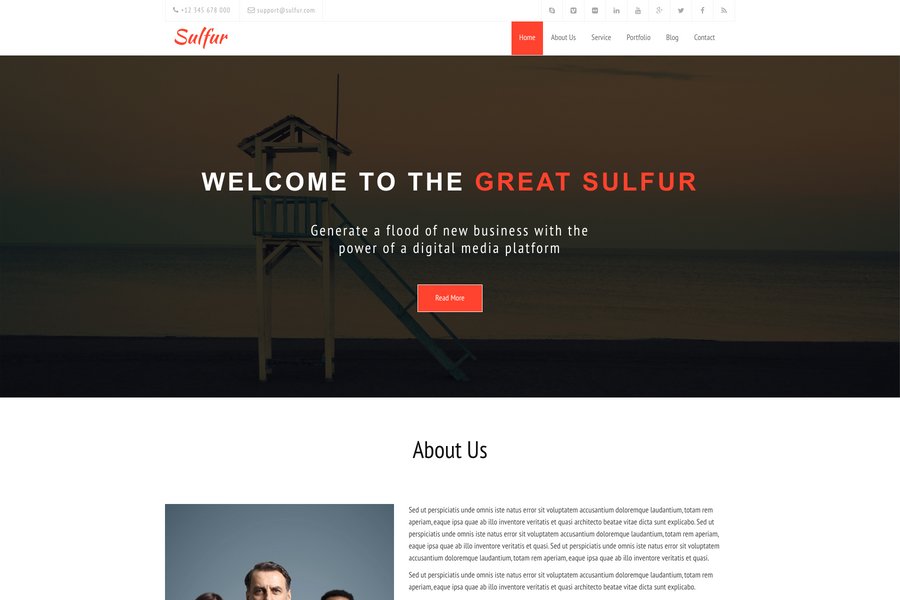 +12 345 678 000
support@sulfur.com
Sulfur
Home
About Us
Service
Portfolio
Blog
Contact
WELCOME TO THE GREAT SULFUR
Generate a flood of new business with the
power of a digital media platform
Read More
About Us
Sed ut perspiciatis unde omnis iste natus error sit voluptatem accusantium doloremque laudantium, totam rem
aperiam, eaque ipsa quae ab illo inventore veritatis et quasi architecto beatae vitae dicta sunt explicabo. Sed ut
perspiciatis unde omnis iste natus error sit voluptatem accusantium doloremque laudantium, totam rem aperiam,
eaque ipsa quae ab illo inventore veritatis et quasi. Sed ut perspiciatis unde omnis iste natus error sit voluptatem
accusantium doloremque laudantium, totam rem aperiam, eaque ipsa quae ab illo inventore veritatis et quasi.
Sed ut perspiciatis unde omnis iste natus error sit voluptatem accusantium doloremque laudantium, totam rem
aperiam, eaque ipsa quae ab illo inventore veritatis et quasi architecto beatae vitae dicta sunt explicabo.